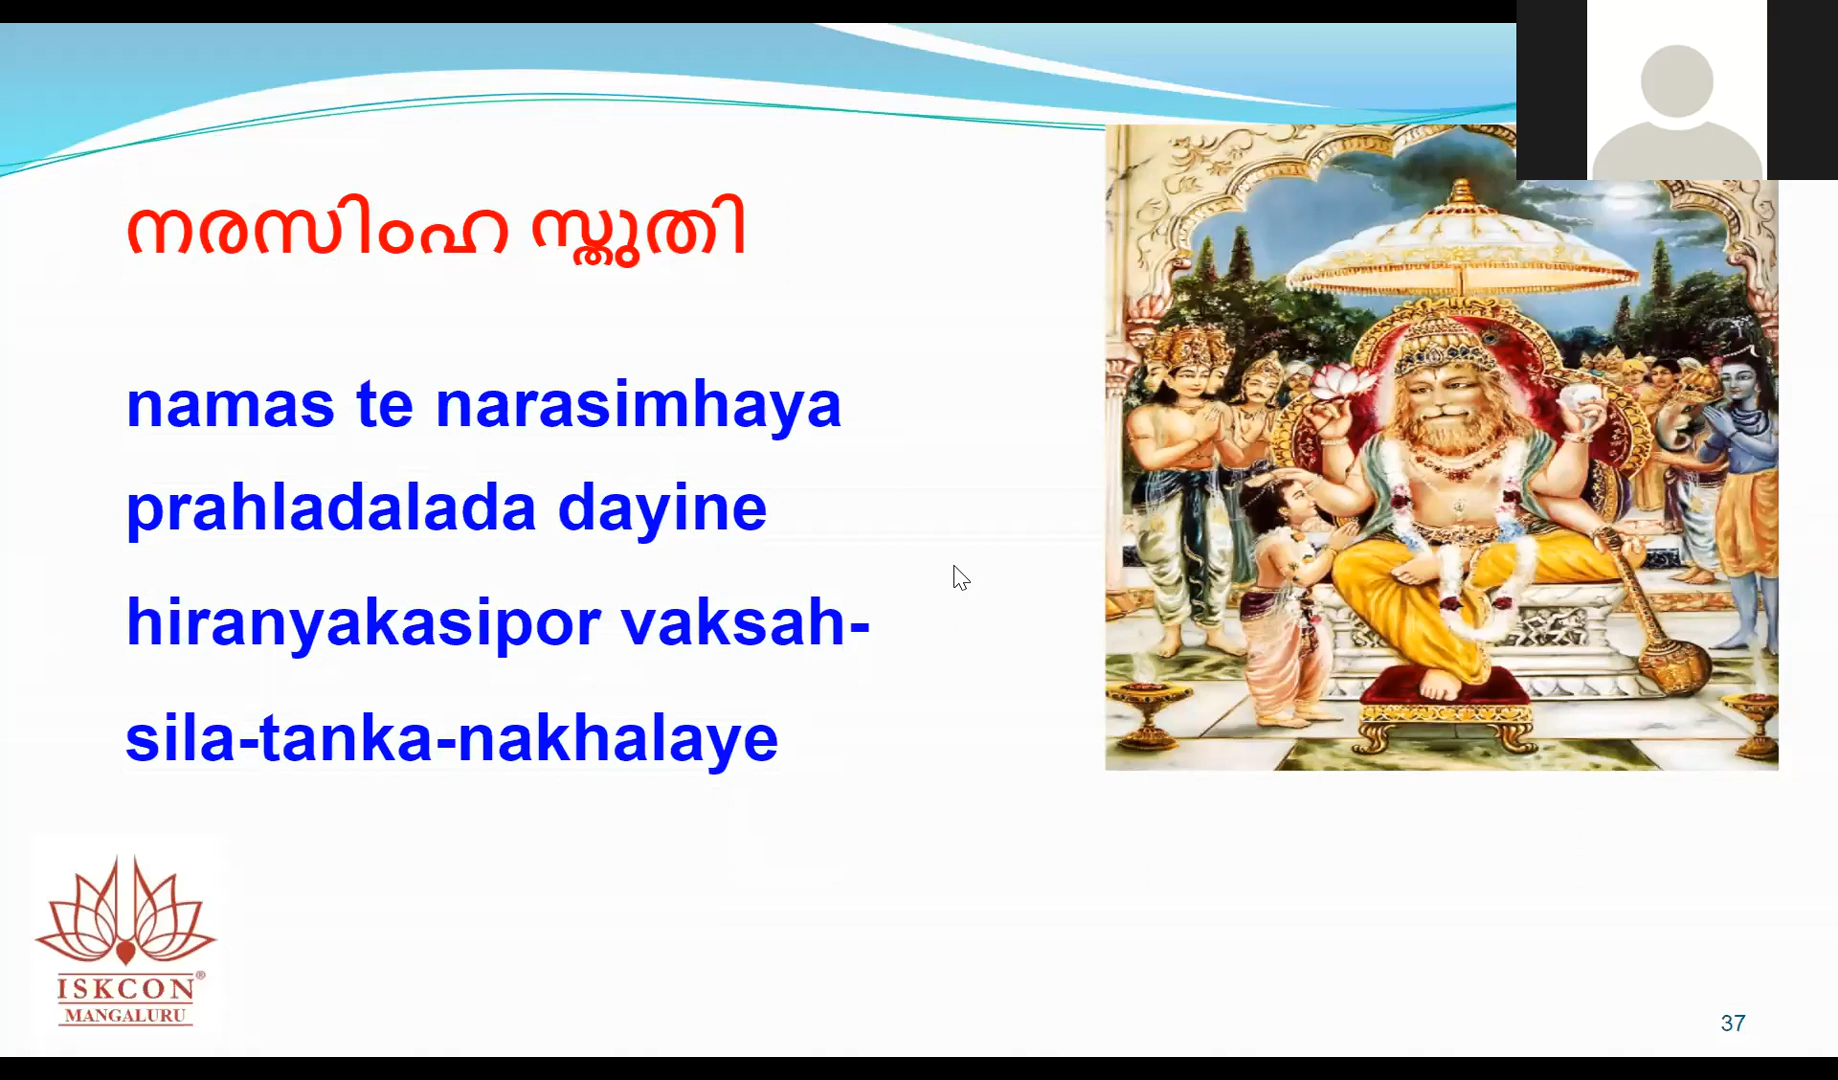 നരസിംഹ സ്തുതി
namas te narasimhaya
prahladalada dayine
hiranyakasipor vaksah-
sila-tanka-nakhalaye
ISKCON®
MANGALURU
37